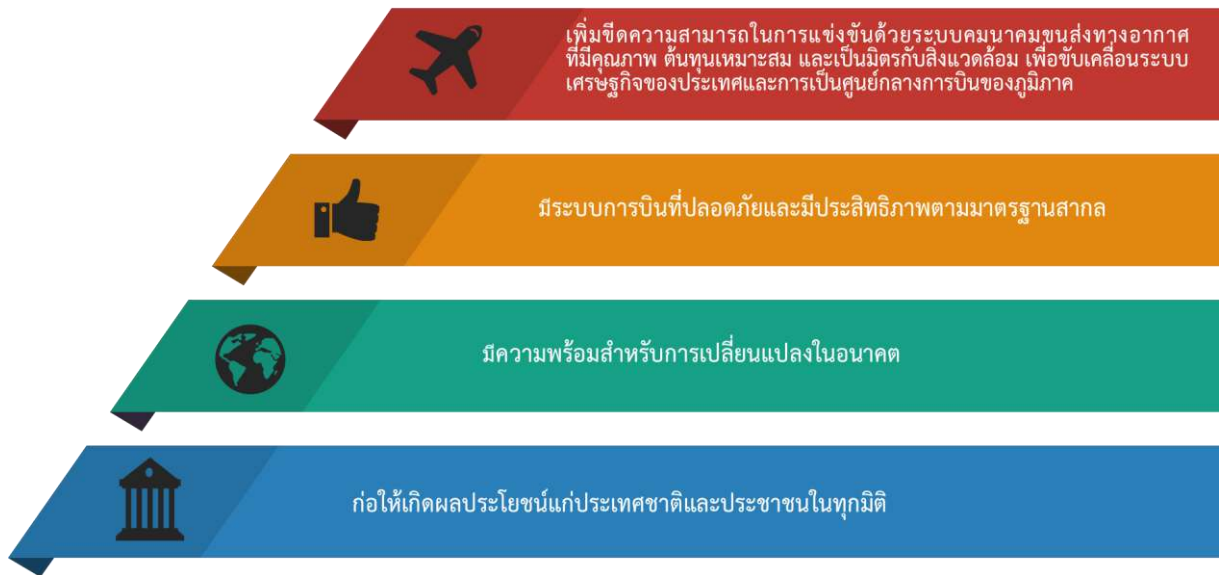 เพิ่มขีดความสามารถในการแข่งขันด้วยระบบคมนาคมขนส่งทางอากาศ
ที่มีคุณภาพ ต้นทุนเหมาะสม และเป็นมิตรกับสิ่งแวดล้อม เพื่อขับเคลื่อนระบบ
เศรษฐกิจของประเทศและการเป็นศูนย์กลางการบินของภูมิภาค
มีระบบการบินที่ปลอดภัยและมีประสิทธิภาพตามมาตรฐานสากล
มีความพร้อมสำหรับการเปลี่ยนแปลงในอนาคต
ก่อให้เกิดผลประโยชน์แก่ประเทศชาติและประชาชนในทุกมิติ